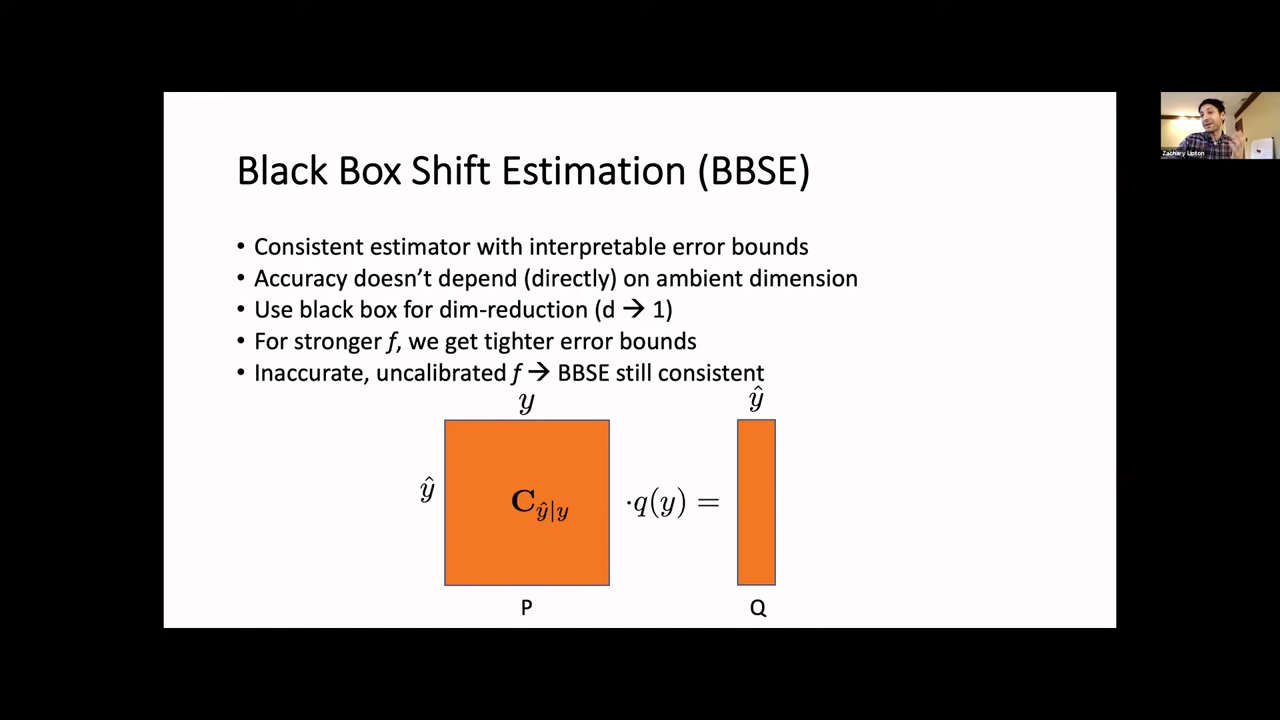 Black Box Shift Estimation (BBSE)
• Consistent estimator with interpretable error bounds
• Accuracy doesn't depend (directly) on ambient dimension
• Use black box for dim-reduction (d → 1)
• For stronger f, we get tighter error bounds
• Inaccurate, uncalibrated f → BBSE still consistent
y
ŷ
ŷ
C_{ŷ|y}
·q(y) =
P
Q
Zachary Lipton